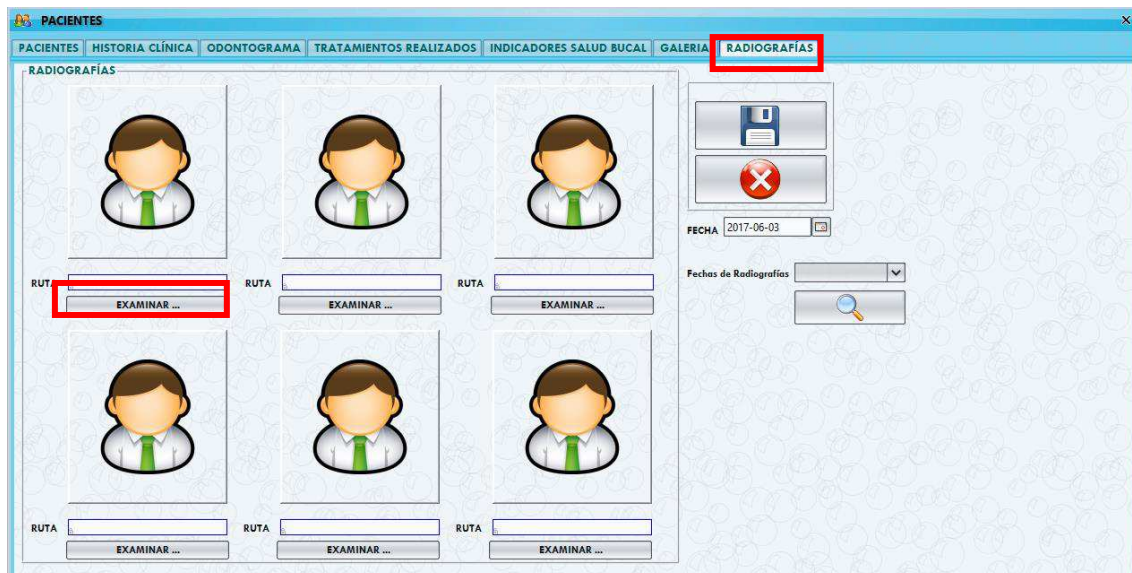 PACIENTES
PACIENTES HISTORIA CLÍNICA ODONTOGRAMA TRATAMIENTOS REALIZADOS INDICADORES SALUD BUCAL GALERIA RADIOGRAFÍAS
RADIOGRAFÍAS
FECHA 2017-06-03
Fechas de Radiografías
RUTA RUTA RUTA
EXAMINAR ... EXAMINAR ... EXAMINAR ...
RUTA RUTA RUTA
EXAMINAR ... EXAMINAR ... EXAMINAR ...